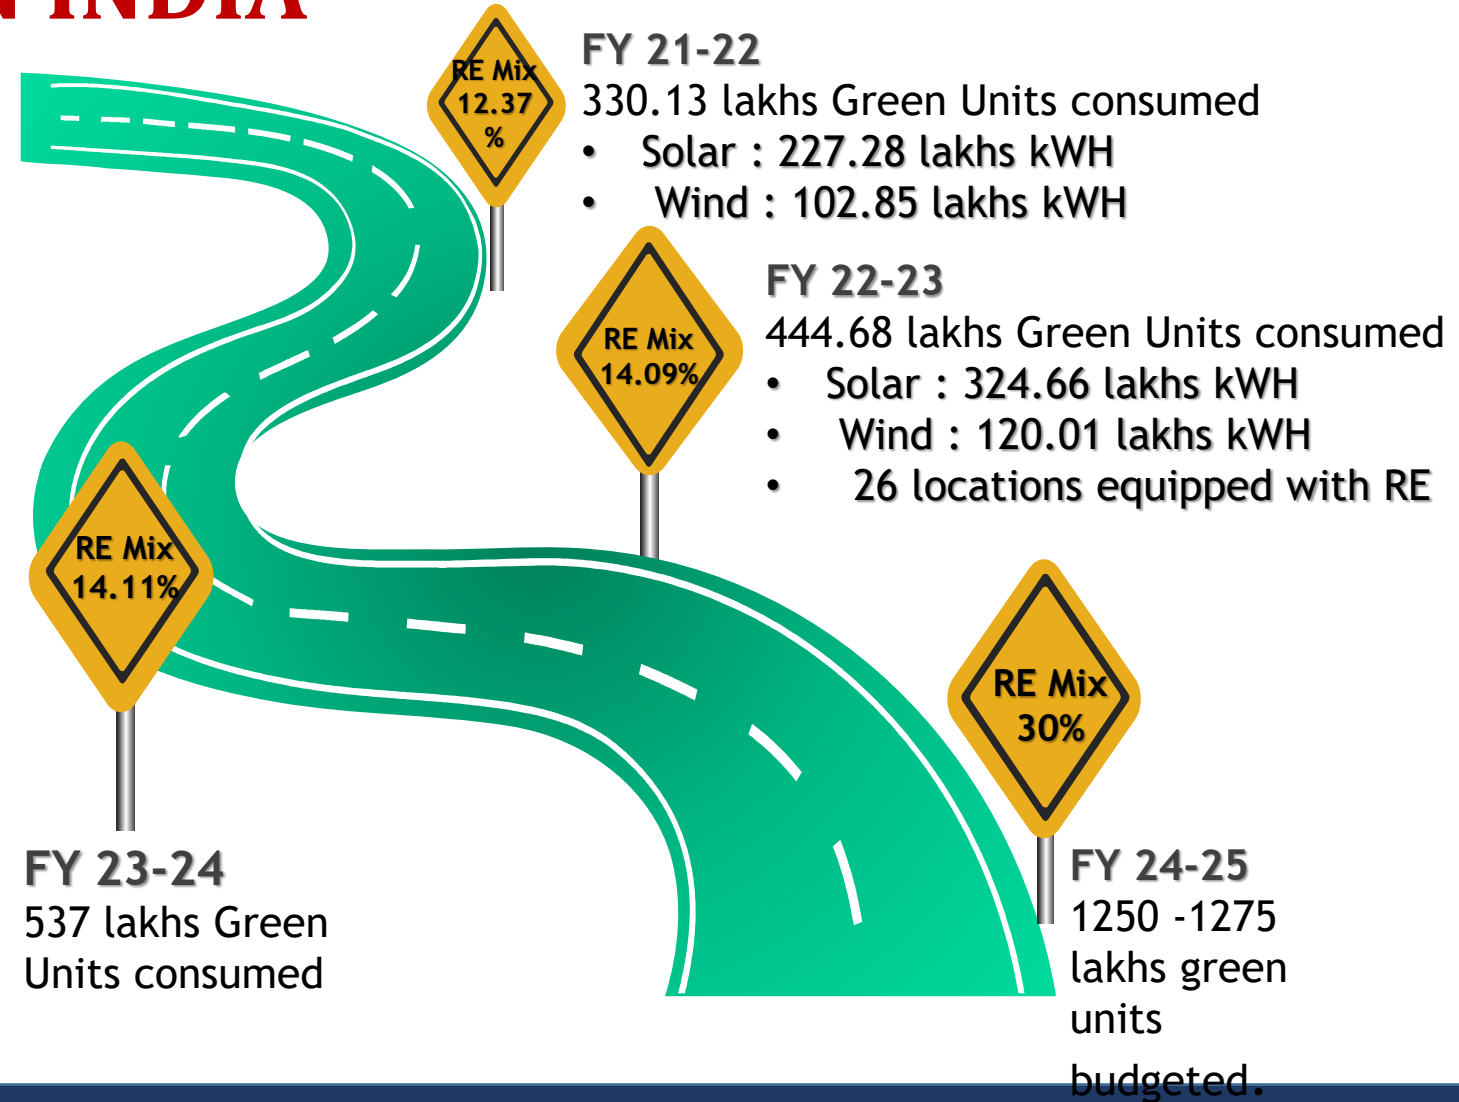 N INDIA
RE Mix
12.37
%
FY 21-22
330.13 lakhs Green Units consumed
• Solar : 227.28 lakhs kWH
• Wind : 102.85 lakhs kWH
RE Mix
14.09%
FY 22-23
444.68 lakhs Green Units consumed
• Solar : 324.66 lakhs kWH
• Wind : 120.01 lakhs kWH
• 26 locations equipped with RE
RE Mix
14.11%
FY 23-24
537 lakhs Green
Units consumed
RE Mix
30%
FY 24-25
1250 -1275
lakhs green
units
budgeted.